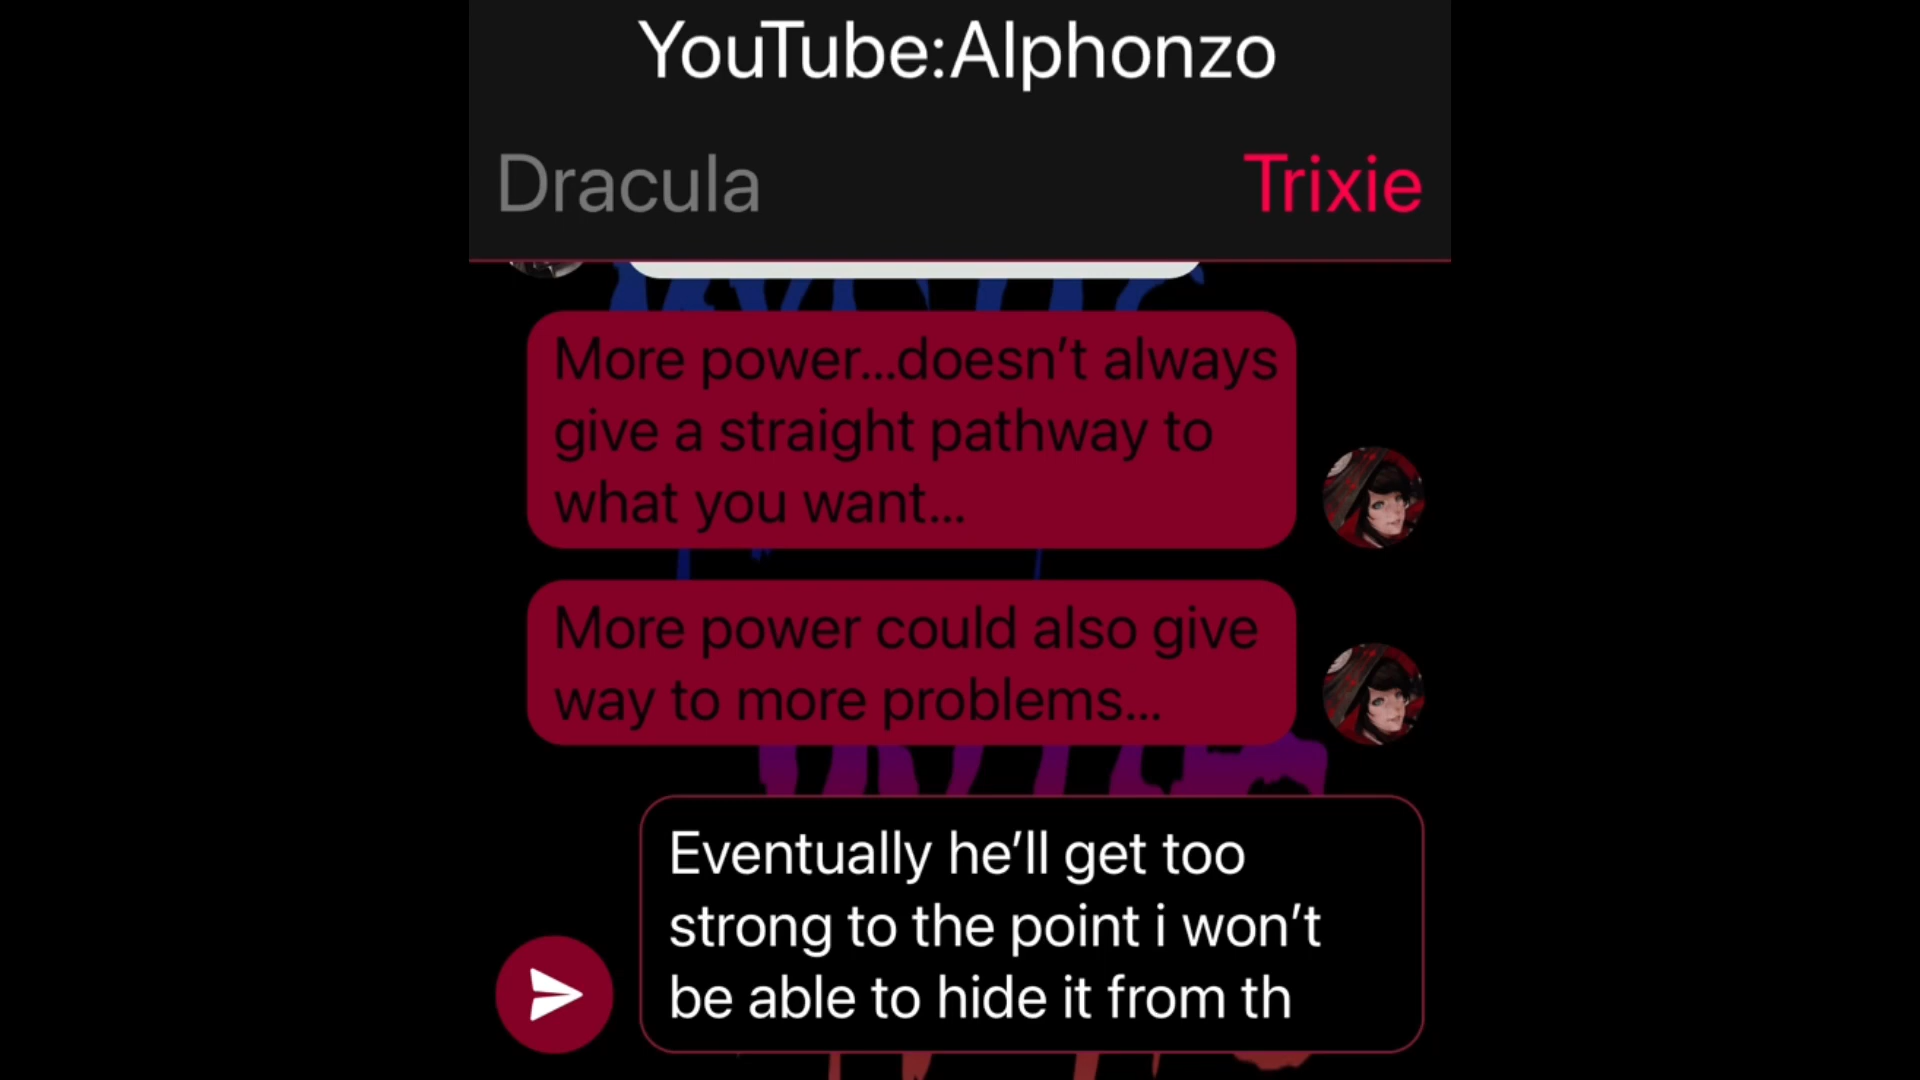 YouTube:Alphonzo
Dracula Trixie
More power...doesn’t always
give a straight pathway to
what you want...
More power could also give
way to more problems...
Eventually he’ll get too
strong to the point i won’t
be able to hide it from th